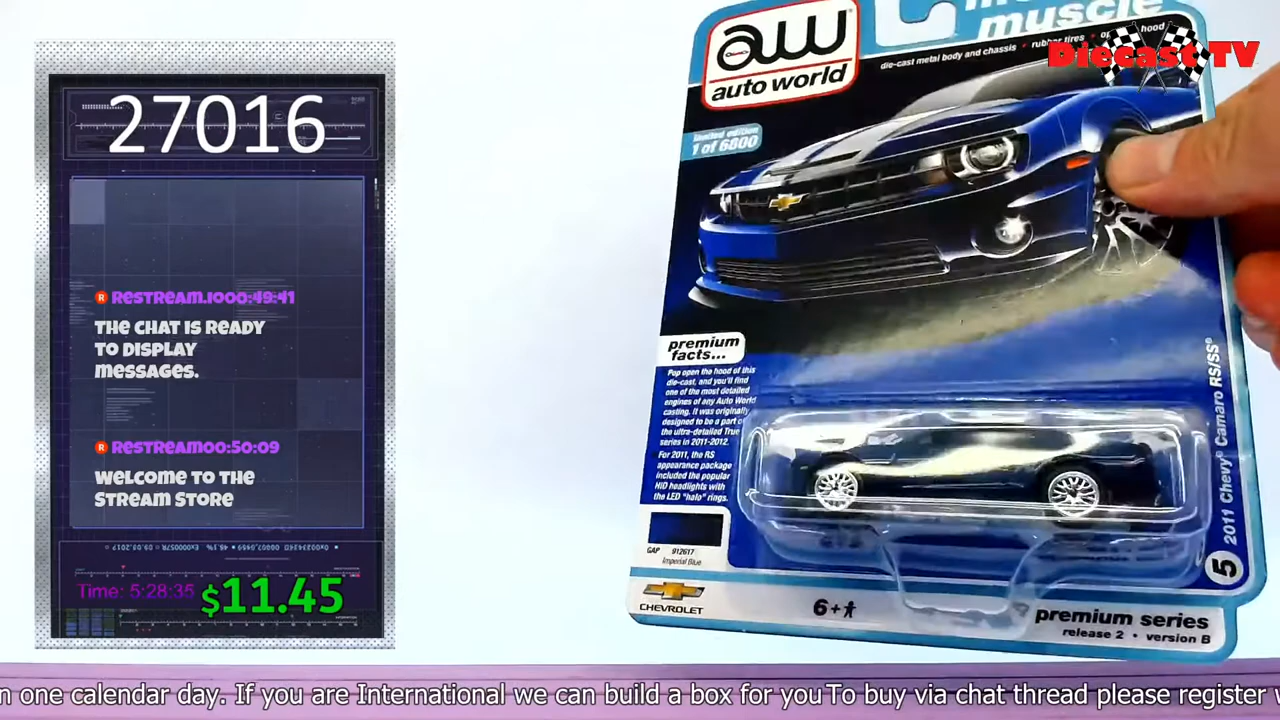 27016
Restream.io00:49:41
The chat is ready
to display
messages.
Restream00:50:09
Welcome to the
Stream Store
Time: 5:28:35
$11.45
aw
auto world
muscle
die-cast metal body and chassis • rubber tires • hood
Diecast TV
limited edition
1 of 6800
premium
facts...
Pop open the hood of this
die-cast, and you'll find
one of the most detailed
engines of any Auto World
casting. It was originally
designed to be a part of
the ultra-detailed True
series in 2011-2012.
For 2011, the RS
appearance package
included the popular
HID headlights with
the LED "halo" rings.
GAP 912617
Imperial Blue
CHEVROLET
6+
2011 Chevy® Camaro RS/SS®
5
premium series
release 2 • version B
n one calendar day. If you are International we can build a box for you To buy via chat thread please register